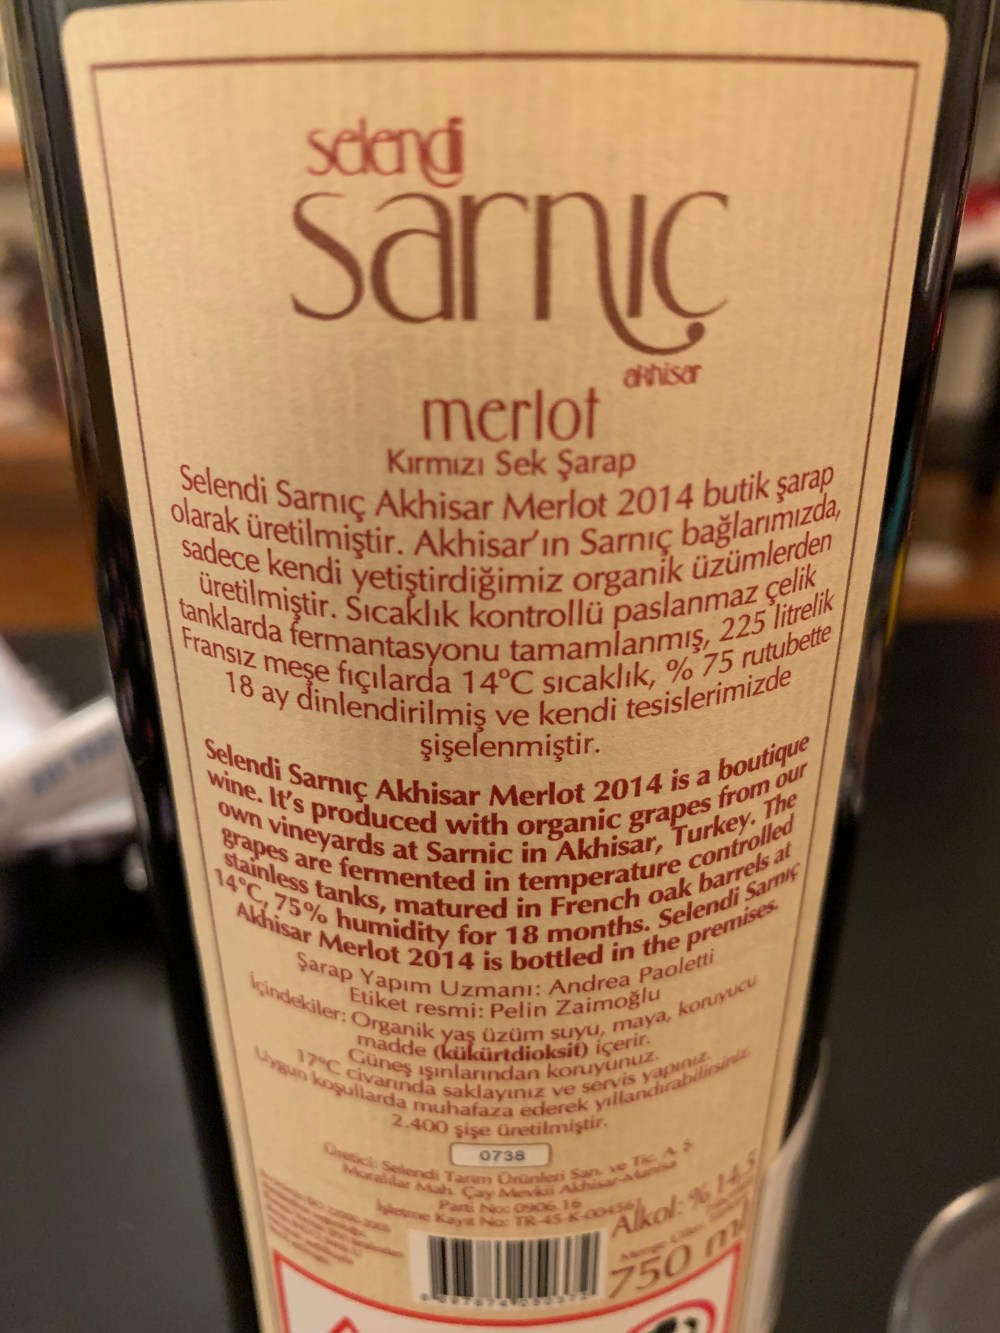 selendi
sarnıç
akhisar
merlot
Kırmızı Sek Şarap
Selendi Sarnıç Akhisar Merlot 2014 butik şarap
olarak üretilmiştir. Akhisar'ın Sarnıç bağlarımızda,
sadece kendi yetiştirdiğimiz organik üzümlerden
üretilmiştir. Sıcaklık kontrollü paslanmaz çelik
tanklarda fermantasyonu tamamlanmış, 225 litrelik
Fransız meşe fıçılarda 14°C sıcaklık, % 75 rutubette
18 ay dinlendirilmiş ve kendi tesislerimizde
şişelenmiştir.
Selendi Sarnıç Akhisar Merlot 2014 is a boutique
wine. It's produced with organic grapes from our
own vineyards at Sarnic in Akhisar, Turkey. The
grapes are fermented in temperature controlled
stainless tanks, matured in French oak barrels at
14°C, 75% humidity for 18 months. Selendi Sarnıç
Akhisar Merlot 2014 is bottled in the premises.
Şarap Yapım Uzmanı: Andrea Paoletti
Etiket resmi: Pelin Zaimoğlu
İçindekiler: Organik yaş üzüm suyu, maya, koruyucu
madde (kükürtdioksit) içerir.
Güneş ışınlarından koruyunuz.
17°C civarında saklayınız ve servis yapınız.
Uygun koşullarda muhafaza ederek yıllandırabilirsiniz.
2.400 şişe üretilmiştir.
0738
Üretici: Selendi Tarım Ürünleri San. ve Tic. A. Ş.
Moralılar Mah. Çay Mevkii Akhisar-Manisa
Parti No: 0906.16
İşletme Kayıt No: TR-45-K-00456
Alkol: % 14,5
750 ml